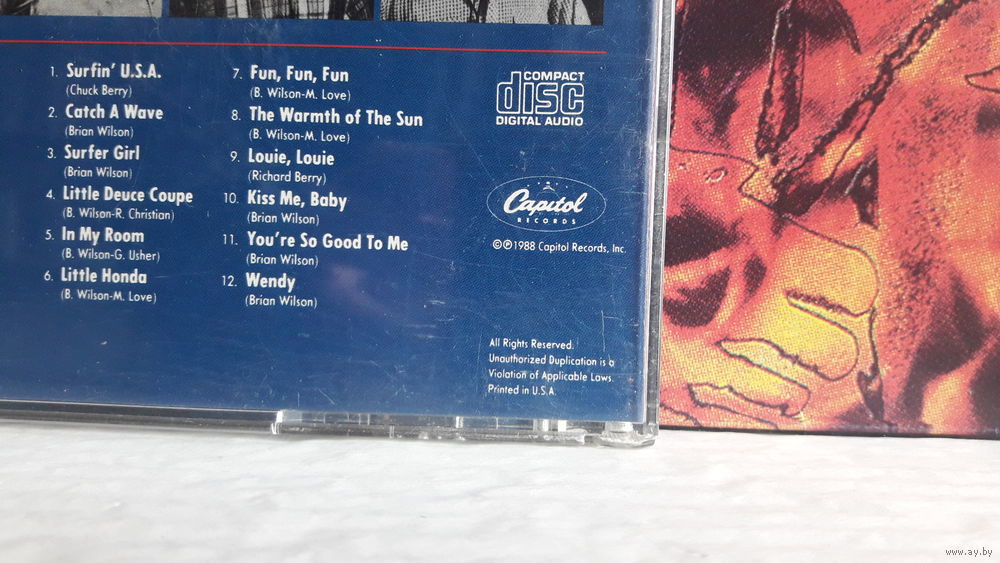 1. Surfin' U.S.A.
(Chuck Berry)
2. Catch A Wave
(Brian Wilson)
3. Surfer Girl
(Brian Wilson)
4. Little Deuce Coupe
(B. Wilson-R. Christian)
5. In My Room
(B. Wilson-G. Usher)
6. Little Honda
(B. Wilson-M. Love)
7. Fun, Fun, Fun
(B. Wilson-M. Love)
8. The Warmth of The Sun
(B. Wilson-M. Love)
9. Louie, Louie
(Richard Berry)
10. Kiss Me, Baby
(Brian Wilson)
11. You're So Good To Me
(Brian Wilson)
12. Wendy
(Brian Wilson)
COMPACT
disc
DIGITAL AUDIO
Capitol
RECORDS
©℗1988 Capitol Records, Inc.
All Rights Reserved.
Unauthorized Duplication is a
Violation of Applicable Laws.
Printed in U.S.A.
www.ay.by